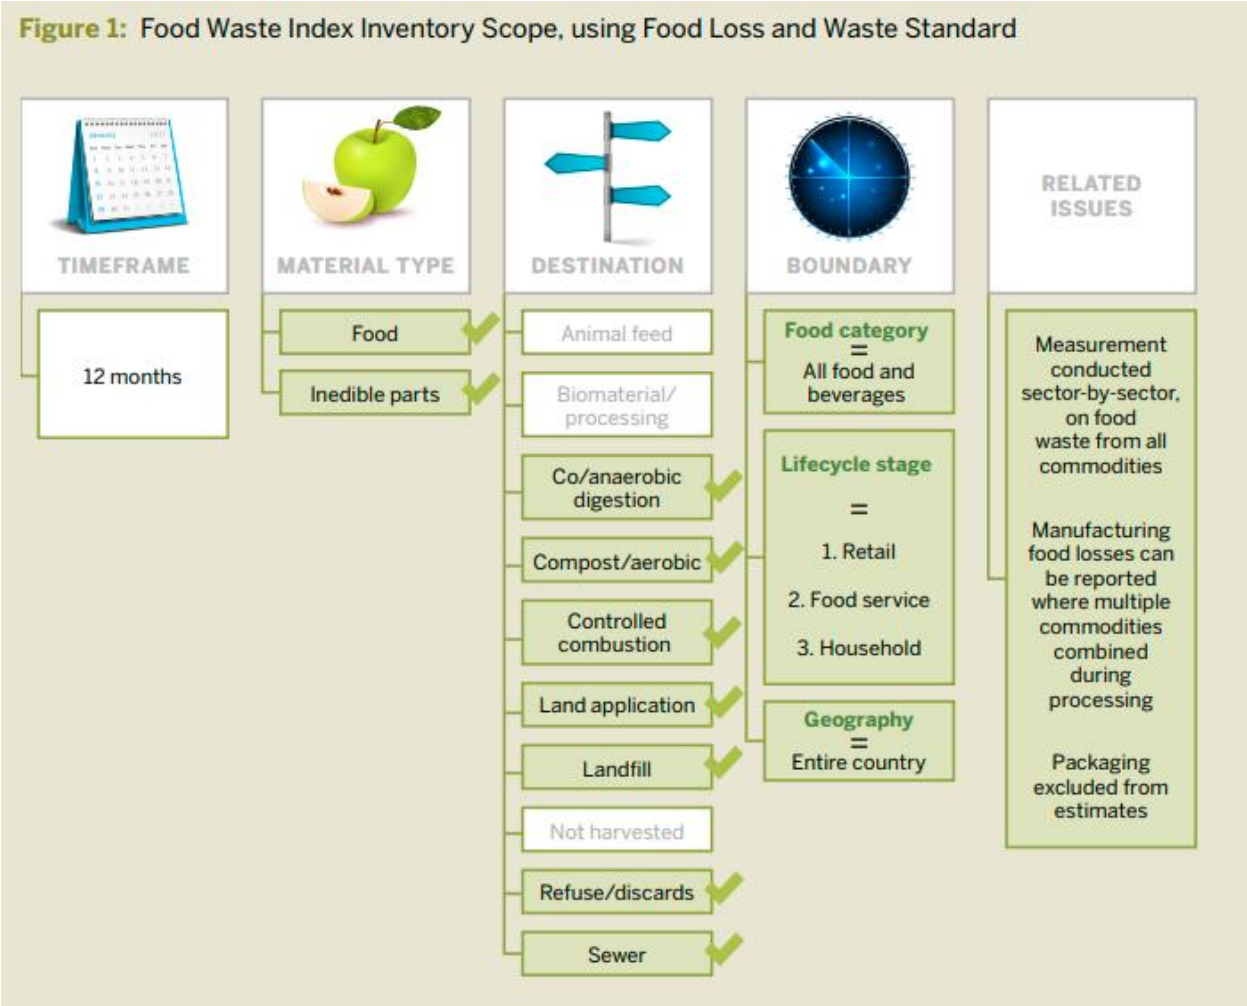 Figure 1: Food Waste Index Inventory Scope, using Food Loss and Waste Standard
TIMEFRAME
12 months
MATERIAL TYPE
Food
Inedible parts
DESTINATION
Animal feed
Biomaterial/
processing
Co/anaerobic
digestion
Compost/aerobic
Controlled
combustion
Land application
Landfill
Not harvested
Refuse/discards
Sewer
BOUNDARY
Food category
=
All food and
beverages
Lifecycle stage
=
1. Retail
2. Food service
3. Household
Geography
=
Entire country
RELATED
ISSUES
Measurement
conducted
sector-by-sector,
on food
waste from all
commodities
Manufacturing
food losses can
be reported
where multiple
commodities
combined
during
processing
Packaging
excluded from
estimates